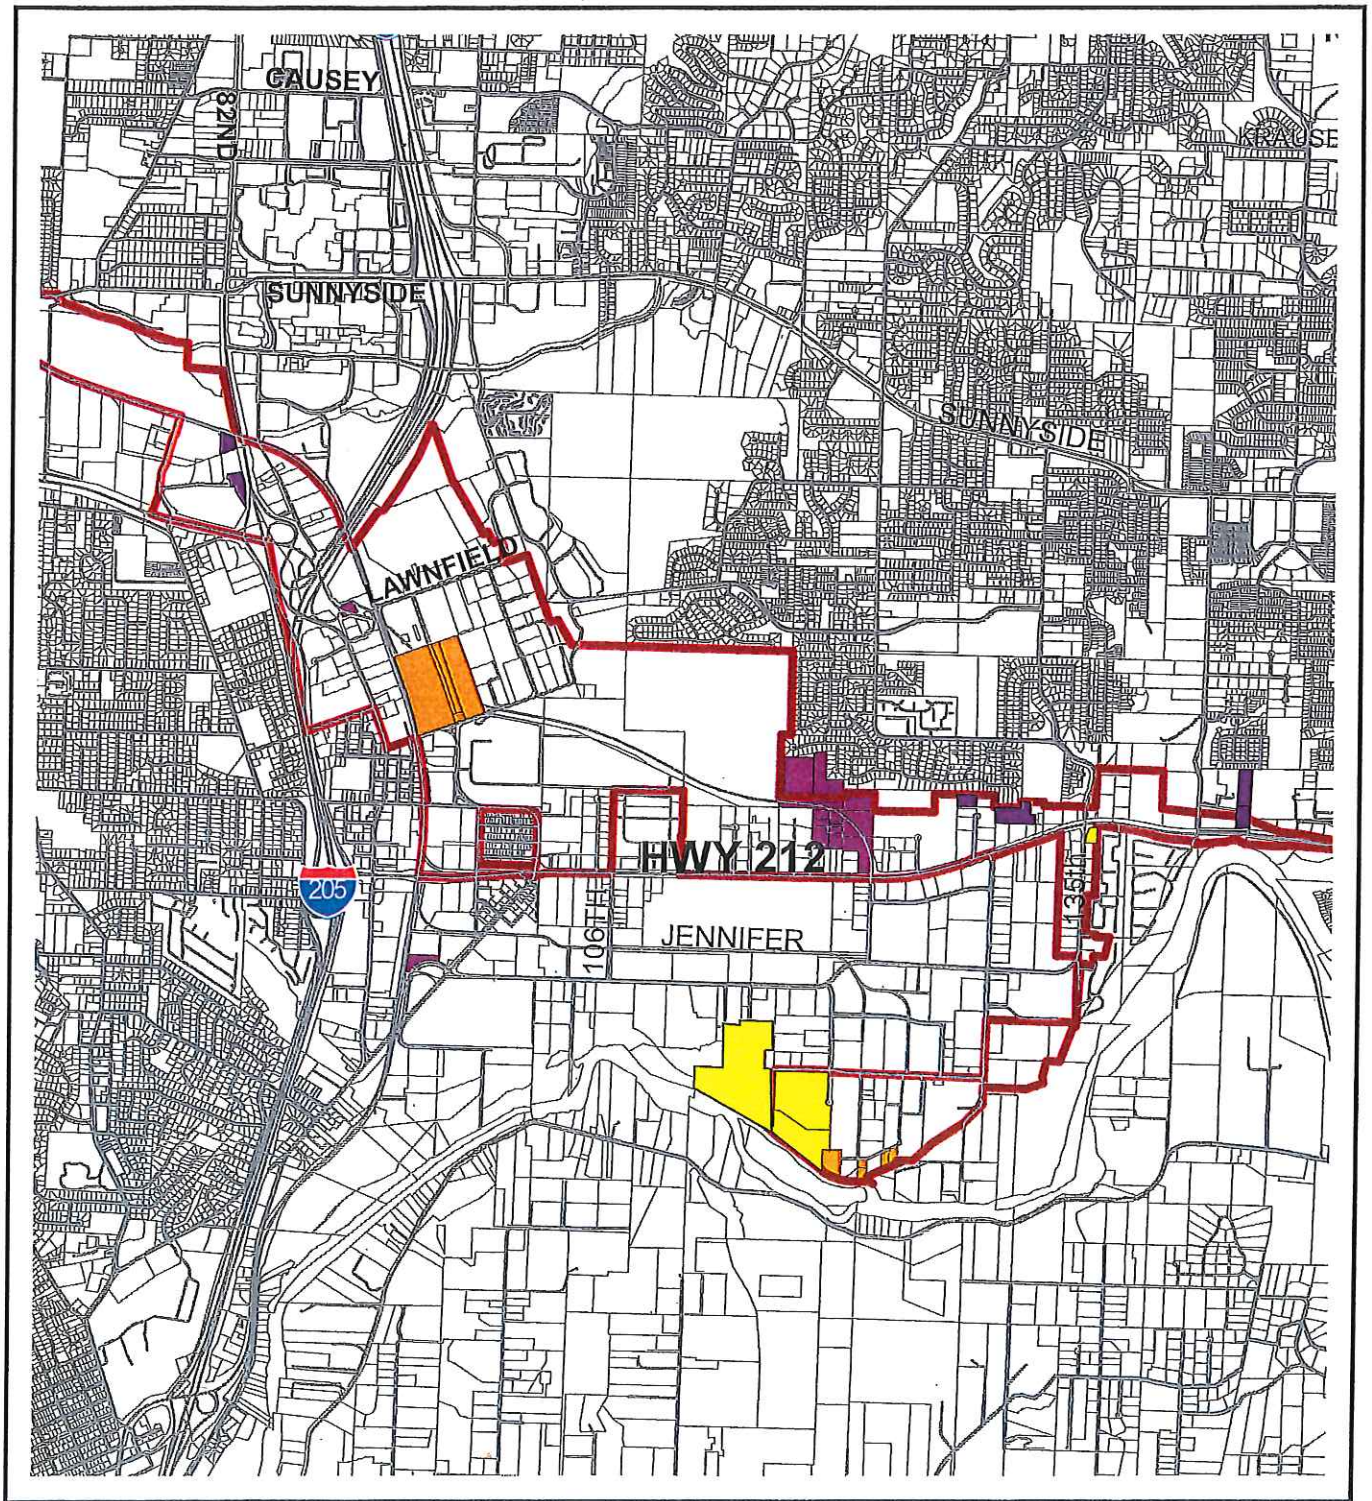 CAUSEY
82ND
KRAUSE
SUNNYSIDE
SUNNYSIDE
LAWNFIELD
HWY 212
205
135th
106TH
JENNIFER